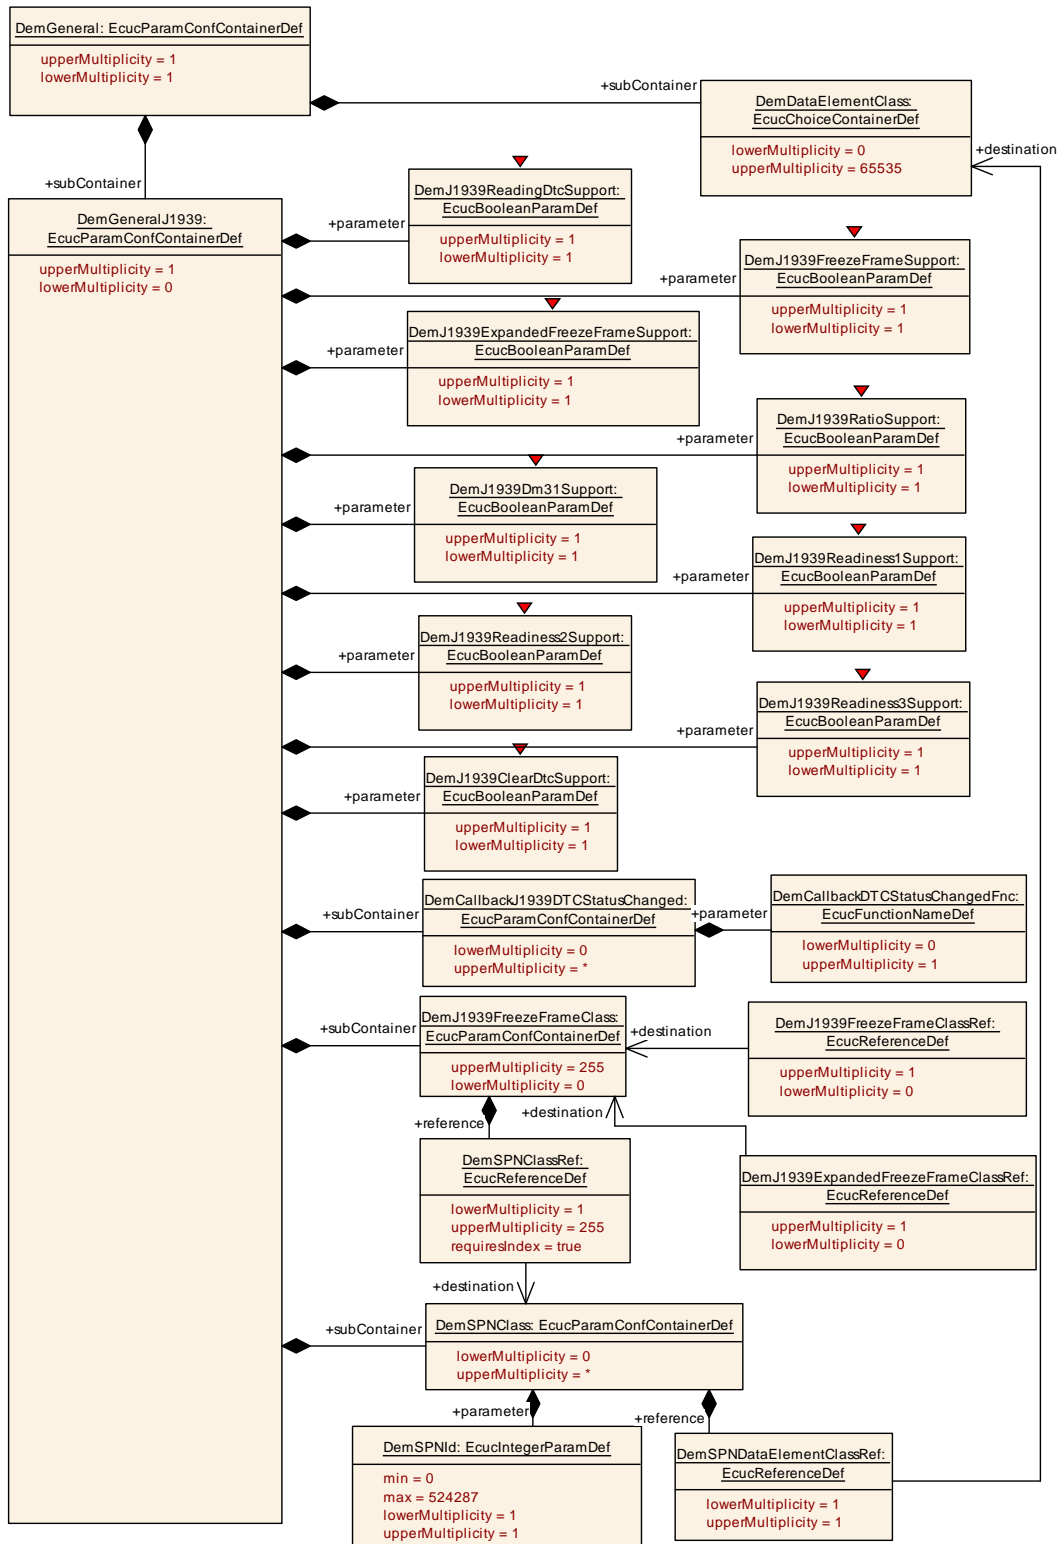 DemGeneral: EcucParamConfContainerDef
upperMultiplicity = 1
lowerMultiplicity = 1
+subContainer
DemDataElementClass:
EcucChoiceContainerDef
lowerMultiplicity = 0
upperMultiplicity = 65535
+destination
+subContainer
DemGeneralJ1939:
EcucParamConfContainerDef
upperMultiplicity = 1
lowerMultiplicity = 0
+parameter
DemJ1939ReadingDtcSupport:
EcucBooleanParamDef
upperMultiplicity = 1
lowerMultiplicity = 1
+parameter
DemJ1939FreezeFrameSupport:
EcucBooleanParamDef
upperMultiplicity = 1
lowerMultiplicity = 1
+parameter
DemJ1939ExpandedFreezeFrameSupport:
EcucBooleanParamDef
upperMultiplicity = 1
lowerMultiplicity = 1
+parameter
DemJ1939RatioSupport:
EcucBooleanParamDef
upperMultiplicity = 1
lowerMultiplicity = 1
+parameter
DemJ1939Dm31Support:
EcucBooleanParamDef
upperMultiplicity = 1
lowerMultiplicity = 1
+parameter
DemJ1939Readiness1Support:
EcucBooleanParamDef
upperMultiplicity = 1
lowerMultiplicity = 1
+parameter
DemJ1939Readiness2Support:
EcucBooleanParamDef
upperMultiplicity = 1
lowerMultiplicity = 1
+parameter
DemJ1939Readiness3Support:
EcucBooleanParamDef
upperMultiplicity = 1
lowerMultiplicity = 1
+parameter
DemJ1939ClearDtcSupport:
EcucBooleanParamDef
upperMultiplicity = 1
lowerMultiplicity = 1
+subContainer
DemCallbackJ1939DTCStatusChanged:
EcucParamConfContainerDef
lowerMultiplicity = 0
upperMultiplicity = *
+parameter
DemCallbackDTCStatusChangedFnc:
EcucFunctionNameDef
lowerMultiplicity = 0
upperMultiplicity = 1
+subContainer
DemJ1939FreezeFrameClass:
EcucParamConfContainerDef
upperMultiplicity = 255
lowerMultiplicity = 0
+destination
DemJ1939FreezeFrameClassRef:
EcucReferenceDef
upperMultiplicity = 1
lowerMultiplicity = 0
+reference
+destination
DemSPNClassRef:
EcucReferenceDef
lowerMultiplicity = 1
upperMultiplicity = 255
requiresIndex = true
DemJ1939ExpandedFreezeFrameClassRef:
EcucReferenceDef
upperMultiplicity = 1
lowerMultiplicity = 0
+destination
+subContainer
DemSPNClass: EcucParamConfContainerDef
lowerMultiplicity = 0
upperMultiplicity = *
+parameter
+reference
DemSPNId: EcucIntegerParamDef
min = 0
max = 524287
lowerMultiplicity = 1
upperMultiplicity = 1
DemSPNDataElementClassRef:
EcucReferenceDef
lowerMultiplicity = 1
upperMultiplicity = 1